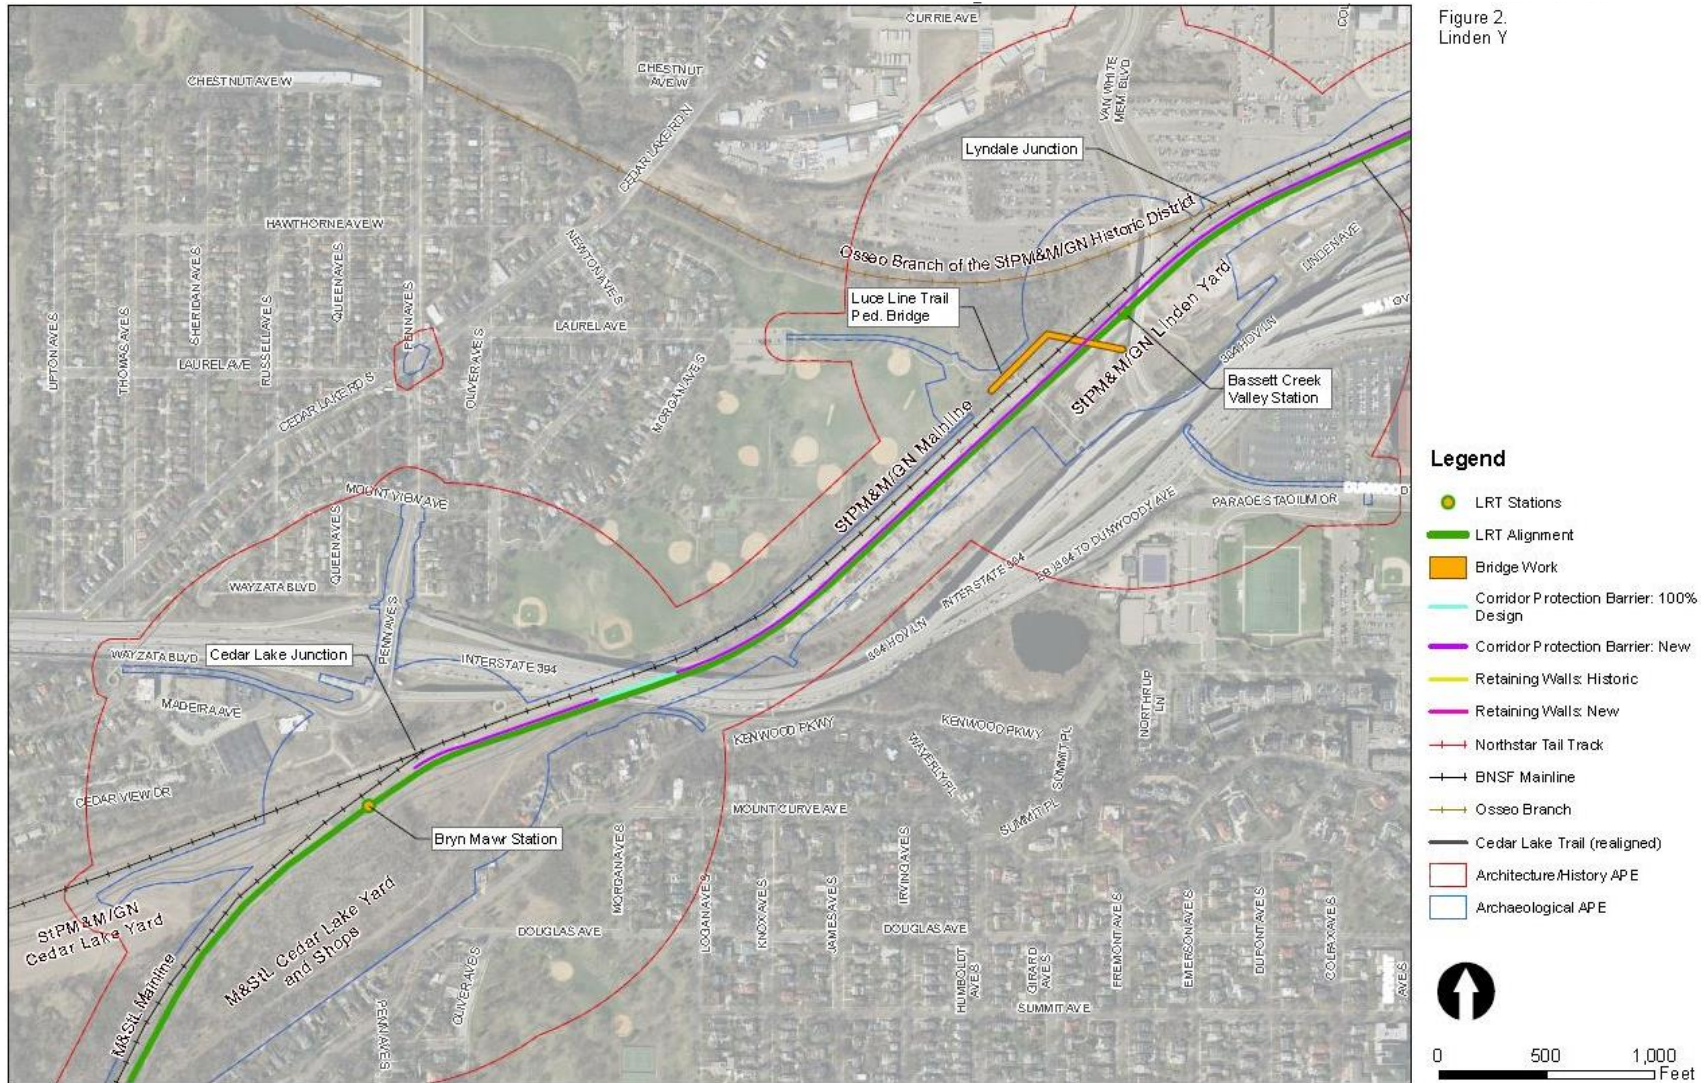 Figure 2.
Linden Y
CURRIE AVE
COL
CHESTNUT AVE W
CHESTNUT
AVE W
VAN WHITE
MEM. BLVD
CEDAR LAKE RD N
Lyndale Junction
HAWTHORNE AVE W
NEWTON AVE S
SHERIDAN AVE S
QUEEN AVE S
PENN AVE S
UPTON AVE S
THOMAS AVE S
RUSSELL AVE S
OLIVER AVE S
LAUREL AVE
LAUREL AVE
CEDAR LAKE RD S
MORGAN AVE S
Osseo Branch of the StPM&M/GN Historic District
LINDEN AVE
Luce Line Trail
Ped. Bridge
StPM&M/GN Linden Yard
394 HOV LN
394 HOV
Bassett Creek
Valley Station
StPM&M/GN Mainline
MOUNT VIEW AVE
QUEEN AVE S
WAYZATA BLVD
PENN AVE S
PARADE STADIUM DR
DUNWOODY
EB I394 TO DUNWOODY AVE
INTERSTATE 394
394 HOV LN
WAYZATA BLVD
Cedar Lake Junction
INTERSTATE 394
MADEIRA AVE
KENWOOD PKWY
KENWOOD PKWY
NORTHRUP
LN
WAVERLY PL
SUMMIT PL
SUMMIT PL
CEDAR VIEW DR
MOUNT CURVE AVE
Bryn Mawr Station
MORGAN AVE S
LOGAN AVE S
KNOX AVE S
JAMES AVE S
IRVING AVE S
StPM&M/GN
Cedar Lake Yard
M&StL Cedar Lake Yard
and Shops
M&StL Mainline
DOUGLAS AVE
DOUGLAS AVE
OLIVER AVE S
PENN AVE S
HUMBOLDT
AVE S
GIRARD
AVE S
FREMONT AVE S
EMERSON AVE S
DUPONT AVE S
COLFAX AVE S
AVE S
SUMMIT AVE
Legend
LRT Stations
LRT Alignment
Bridge Work
Corridor Protection Barrier: 100%
Design
Corridor Protection Barrier: New
Retaining Walls: Historic
Retaining Walls: New
Northstar Tail Track
BNSF Mainline
Osseo Branch
Cedar Lake Trail (realigned)
Architecture/History APE
Archaeological APE
0 500 1,000
Feet